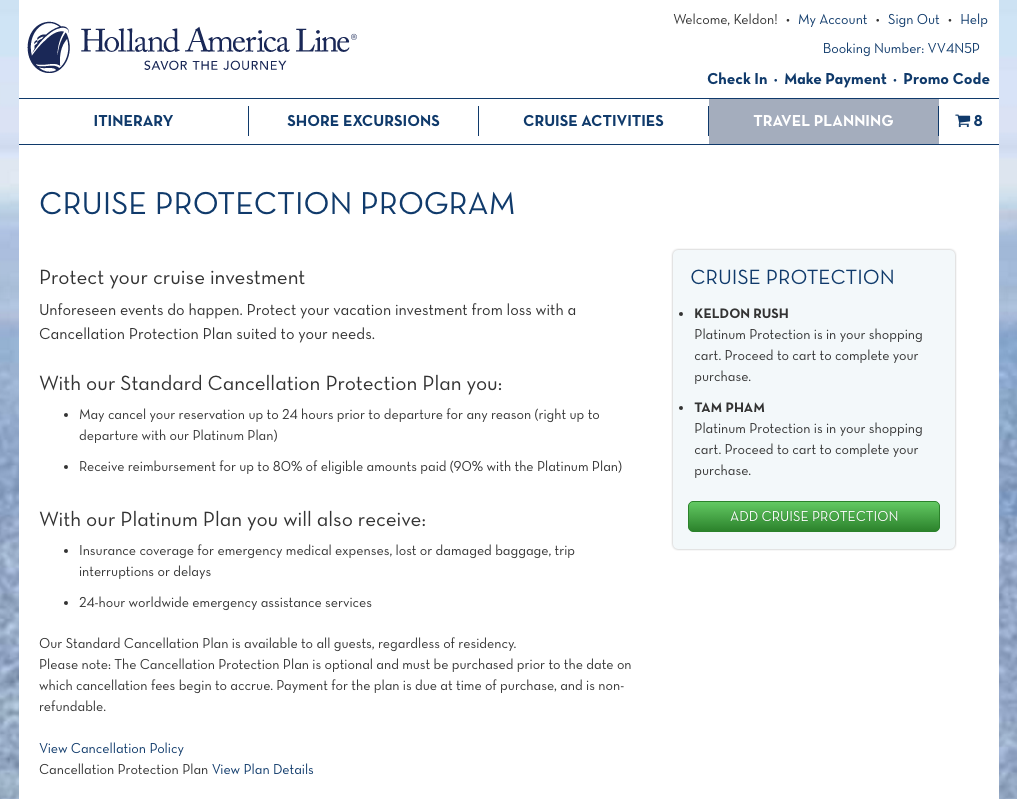 Welcome, Keldon! • My Account • Sign Out • Help
Holland America Line®
SAVOR THE JOURNEY
Booking Number: VV4N5P
Check In · Make Payment · Promo Code
ITINERARY SHORE EXCURSIONS CRUISE ACTIVITIES TRAVEL PLANNING 8
CRUISE PROTECTION PROGRAM
Protect your cruise investment
Unforeseen events do happen. Protect your vacation investment from loss with a
Cancellation Protection Plan suited to your needs.
With our Standard Cancellation Protection Plan you:
• May cancel your reservation up to 24 hours prior to departure for any reason (right up to
departure with our Platinum Plan)
• Receive reimbursement for up to 80% of eligible amounts paid (90% with the Platinum Plan)
With our Platinum Plan you will also receive:
• Insurance coverage for emergency medical expenses, lost or damaged baggage, trip
interruptions or delays
• 24-hour worldwide emergency assistance services
Our Standard Cancellation Plan is available to all guests, regardless of residency.
Please note: The Cancellation Protection Plan is optional and must be purchased prior to the date on
which cancellation fees begin to accrue. Payment for the plan is due at time of purchase, and is non-
refundable.
View Cancellation Policy
Cancellation Protection Plan View Plan Details
CRUISE PROTECTION
• KELDON RUSH
Platinum Protection is in your shopping
cart. Proceed to cart to complete your
purchase.
• TAM PHAM
Platinum Protection is in your shopping
cart. Proceed to cart to complete your
purchase.
ADD CRUISE PROTECTION